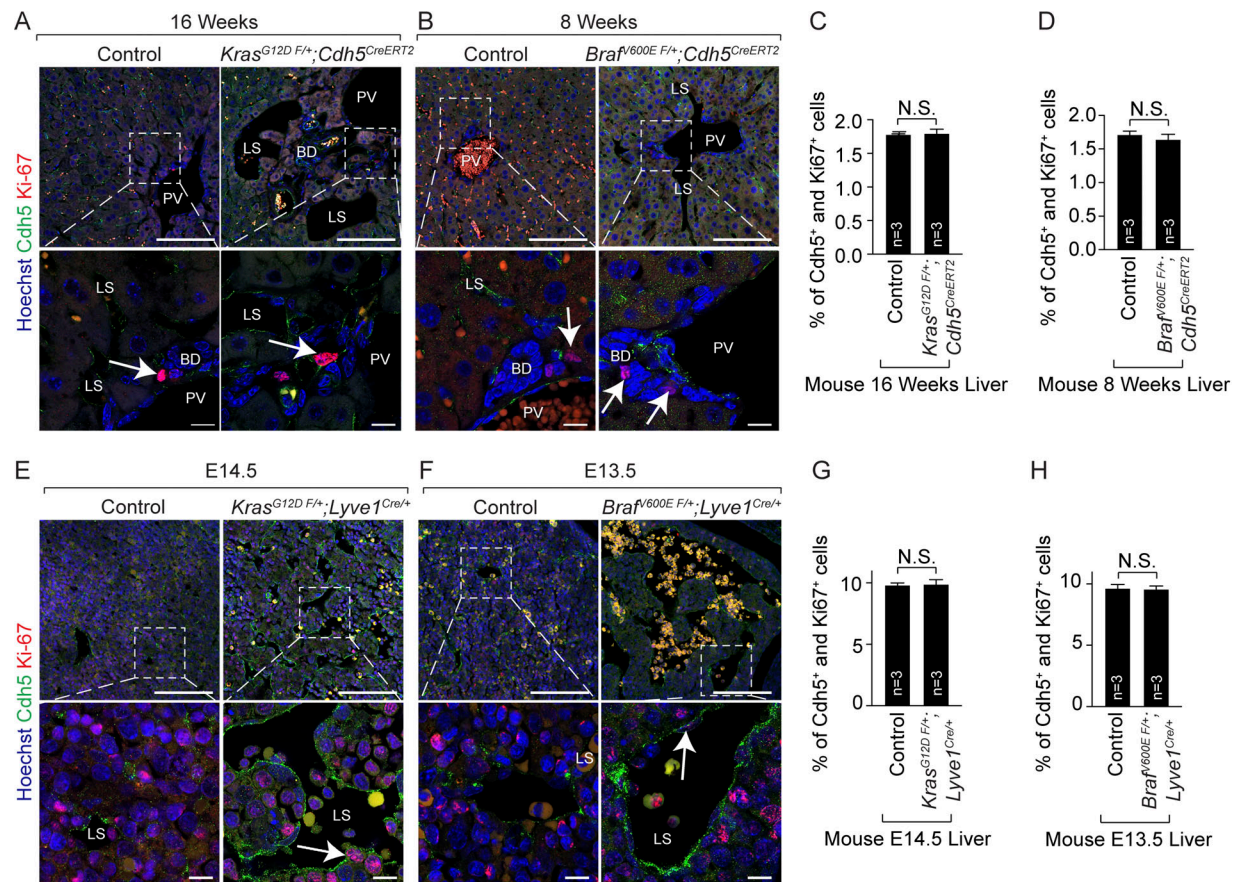 A
16 Weeks
Control
Kras^G12D F/+;Cdh5^CreERT2
B
8 Weeks
Control
Braf^V600E F/+;Cdh5^CreERT2
Hoechst Cdh5 Ki-67
PV
PV
LS
BD
LS
PV
LS
PV
LS
LS
LS
BD
PV
LS
PV
LS
BD
PV
BD
PV
C
N.S.
% of Cdh5+ and Ki67+ cells
2.0
1.5
1.0
0.5
0
n=3
n=3
Control
Kras^G12D F/+;
Cdh5^CreERT2
Mouse 16 Weeks Liver
D
N.S.
% of Cdh5+ and Ki67+ cells
2.0
1.5
1.0
0.5
0
n=3
n=3
Control
Braf^V600E F/+;
Cdh5^CreERT2
Mouse 8 Weeks Liver
E
E14.5
Control
Kras^G12D F/+;Lyve1^Cre/+
F
E13.5
Control
Braf^V600E F/+;Lyve1^Cre/+
Hoechst Cdh5 Ki-67
LS
LS
LS
LS
G
N.S.
% of Cdh5+ and Ki67+ cells
10
5
0
n=3
n=3
Control
Kras^G12D F/+;
Lyve1^Cre/+
Mouse E14.5 Liver
H
N.S.
% of Cdh5+ and Ki67+ cells
10
5
0
n=3
n=3
Control
Braf^V600E F/+;
Lyve1^Cre/+
Mouse E13.5 Liver